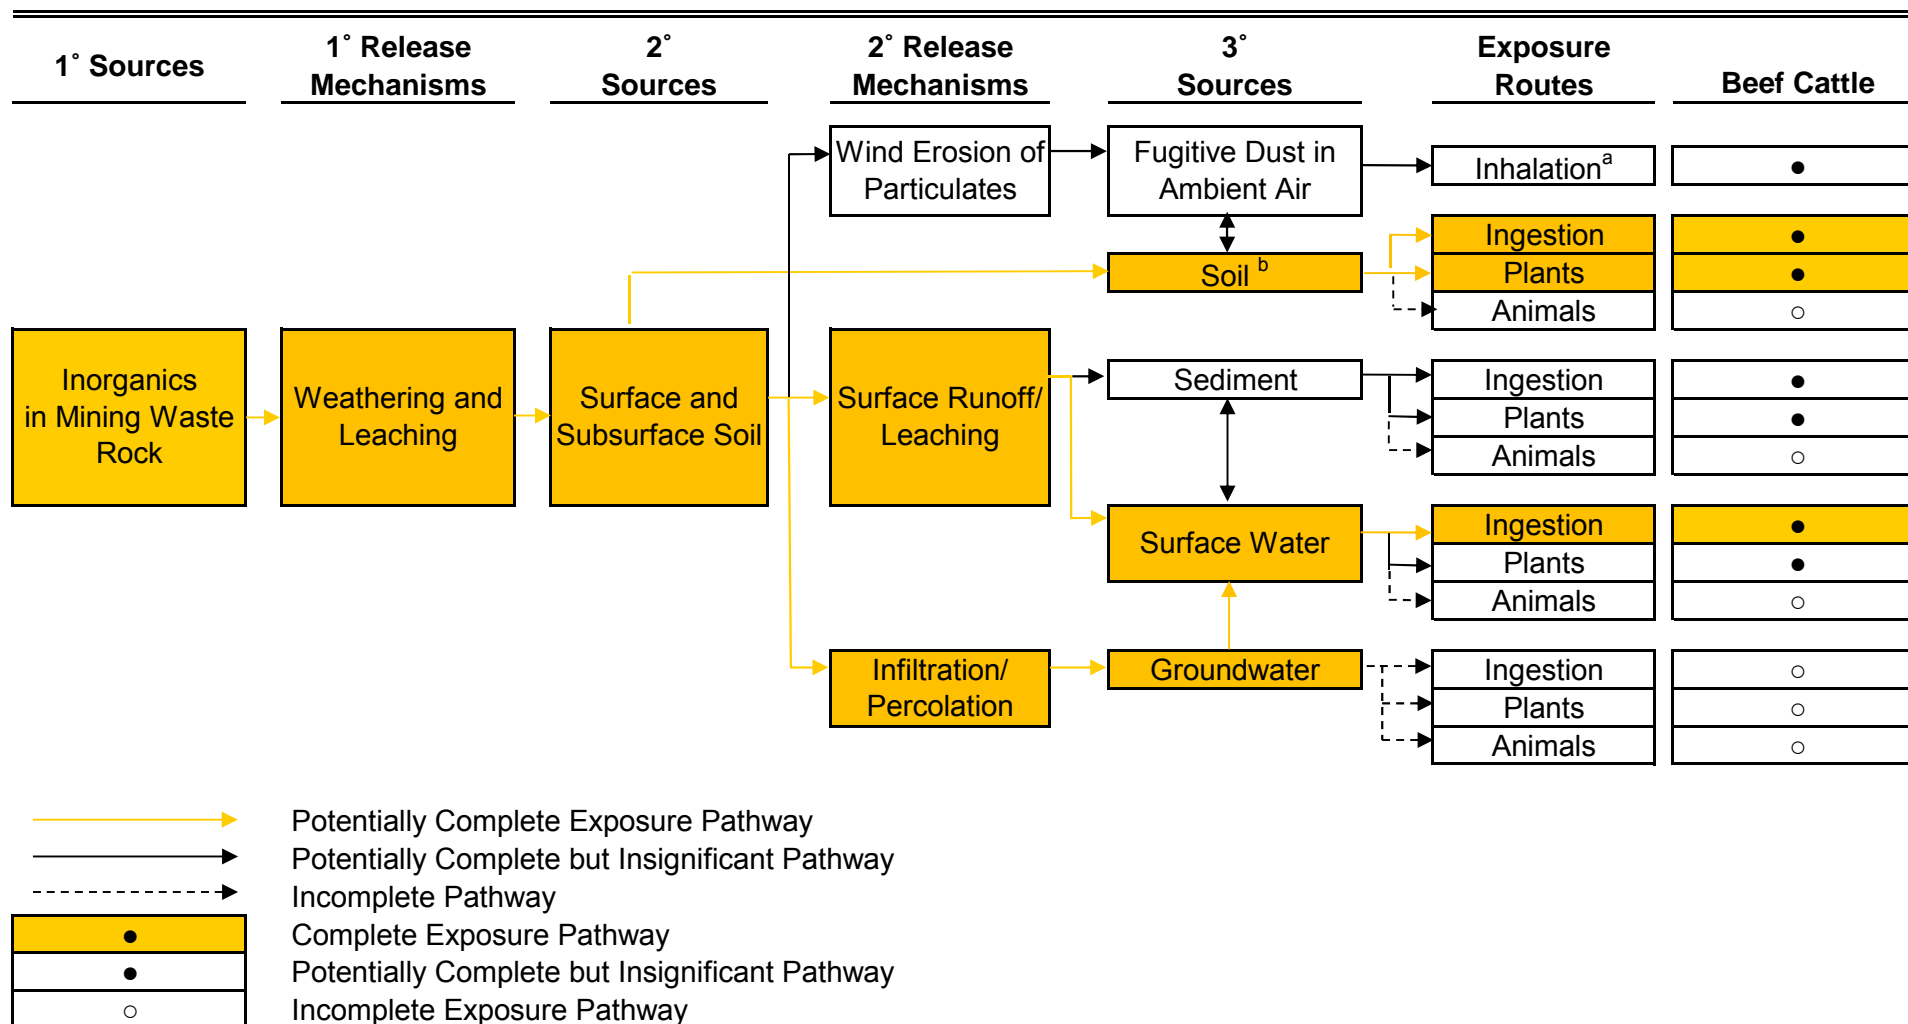 1˚ Sources
1˚ Release
Mechanisms
2˚
Sources
2˚ Release
Mechanisms
3˚
Sources
Exposure
Routes
Beef Cattle
Wind Erosion of
Particulates
Fugitive Dust in
Ambient Air
Inhalationᵃ
●
Soil ᵇ
Ingestion
●
Plants
●
Animals
○
Inorganics
in Mining Waste
Rock
Weathering and
Leaching
Surface and
Subsurface Soil
Surface Runoff/
Leaching
Sediment
Ingestion
●
Plants
●
Animals
○
Surface Water
Ingestion
●
Plants
●
Animals
○
Infiltration/
Percolation
Groundwater
Ingestion
○
Plants
○
Animals
○
Potentially Complete Exposure Pathway
Potentially Complete but Insignificant Pathway
Incomplete Pathway
● Complete Exposure Pathway
● Potentially Complete but Insignificant Pathway
○ Incomplete Exposure Pathway